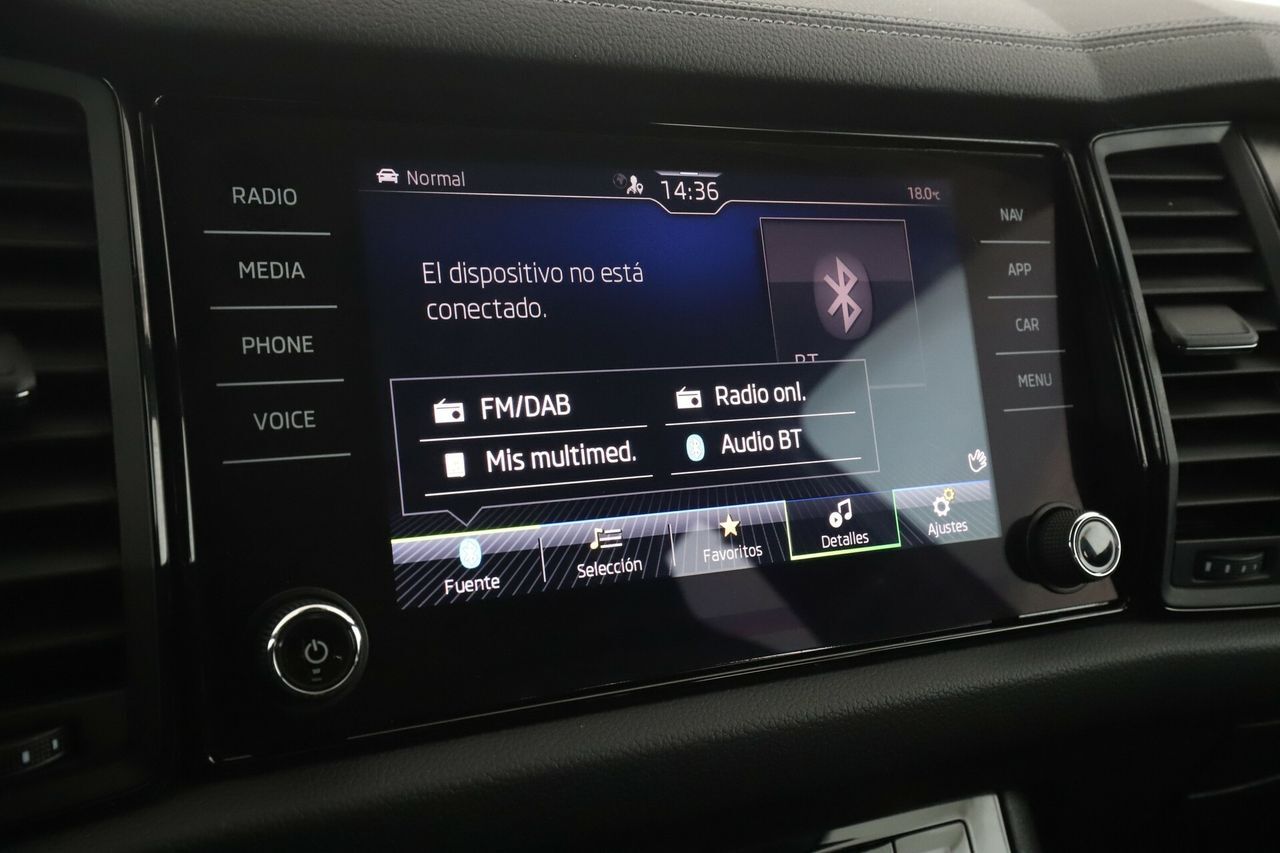 Normal
14:36
18.0°C
RADIO
MEDIA
PHONE
VOICE
NAV
APP
CAR
MENU
El dispositivo no está
conectado.
BT
FM/DAB
Radio onl.
Mis multimed.
Audio BT
Fuente
Selección
Favoritos
Detalles
Ajustes